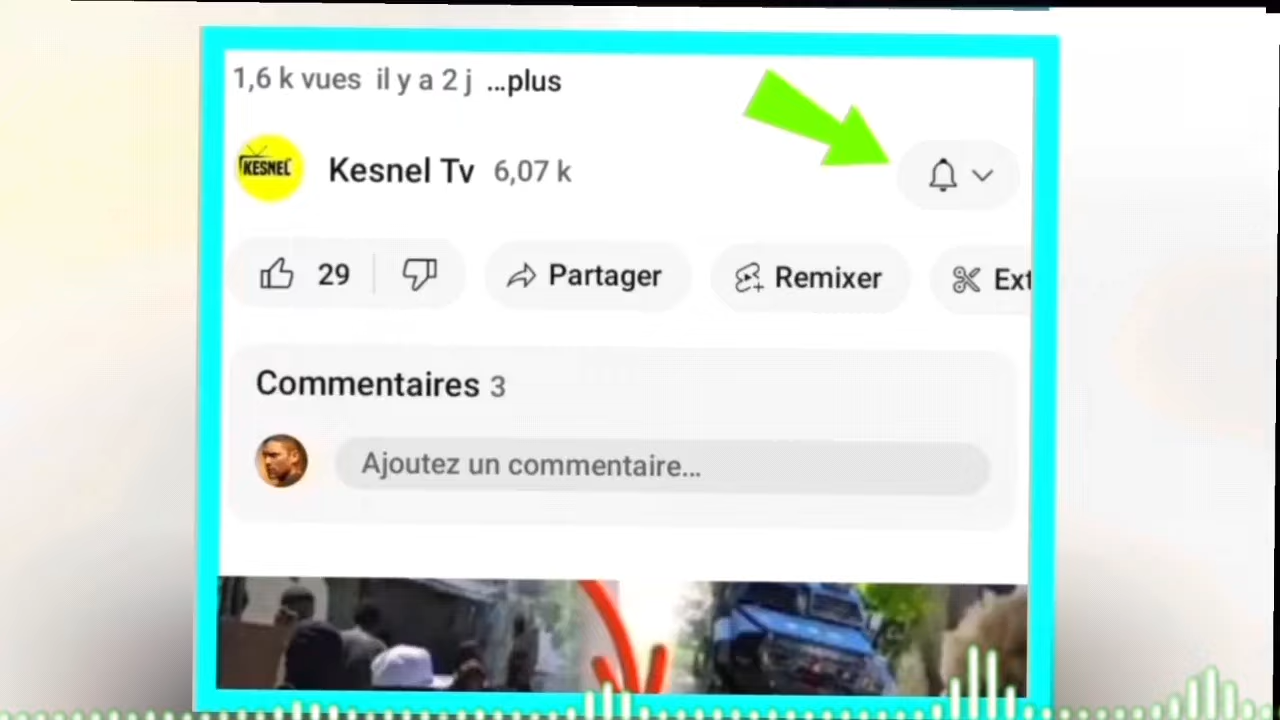 1,6 k vues il y a 2 j ...plus
KESNEL
Kesnel Tv 6,07 k
29 Partager Remixer Ext
Commentaires 3
Ajoutez un commentaire...